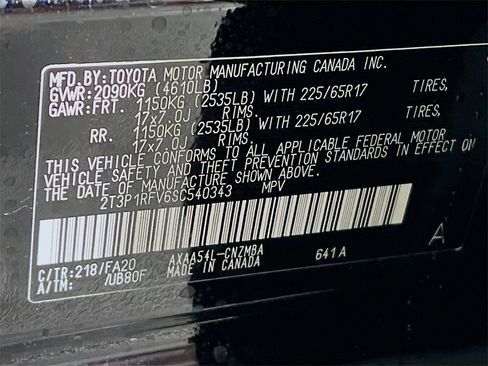 MFD.BY:TOYOTA MOTOR MANUFACTURING CANADA INC.
GVWR:2090KG (4610LB)
GAWR:FRT. 1150KG (2535LB) WITH 225/65R17 TIRES,
17x7.0J RIMS.
RR. 1150KG (2535LB) WITH 225/65R17 TIRES,
17x7.0J RIMS.
THIS VEHICLE CONFORMS TO ALL APPLICABLE FEDERAL MOTOR
VEHICLE SAFETY AND THEFT PREVENTION STANDARDS IN EFFECT ON
THE DATE OF MANUFACTURE SHOWN ABOVE.
2T3P1RFV6SC540343 MPV
C/TR:218/FA20 AXAA54L-CNZMBA 641A A
A/TM: /UB80F MADE IN CANADA